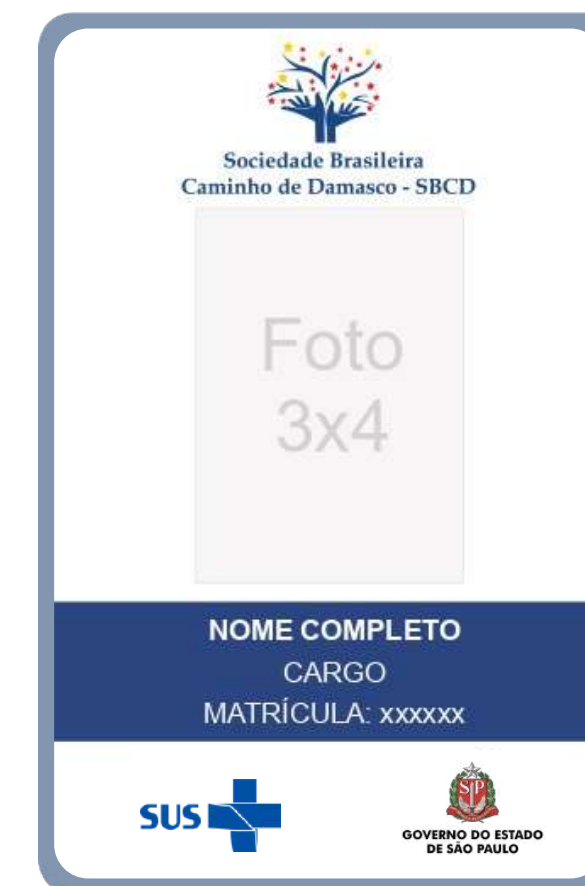 Sociedade Brasileira
Caminho de Damasco - SBCD
Foto
3x4
NOME COMPLETO
CARGO
MATRÍCULA: xxxxxx
SUS
SP
GOVERNO DO ESTADO
DE SÃO PAULO